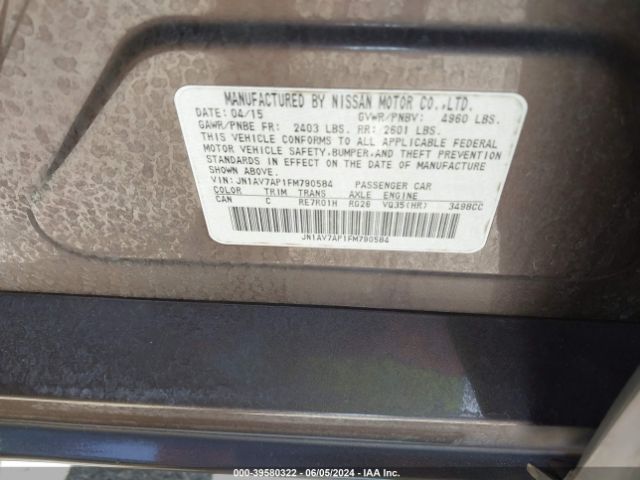 MANUFACTURED BY NISSAN MOTOR CO.,LTD.
DATE: 04/15 GVWR/PNBV: 4960 LBS.
GAWR/PNBE FR: 2403 LBS. RR: 2601 LBS.
THIS VEHICLE CONFORMS TO ALL APPLICABLE FEDERAL
MOTOR VEHICLE SAFETY, BUMPER, AND THEFT PREVENTION
STANDARDS IN EFFECT ON THE DATE OF MANUFACTURE
SHOWN ABOVE.
VIN: JN1AV7AP1FM790584 PASSENGER CAR
COLOR TRIM TRANS AXLE ENGINE
CAN C RE7R01H RG26 VQ35(HR) 3498CC
JN1AV7AP1FM790584
000-39580322 | 06/05/2024 | IAA Inc.